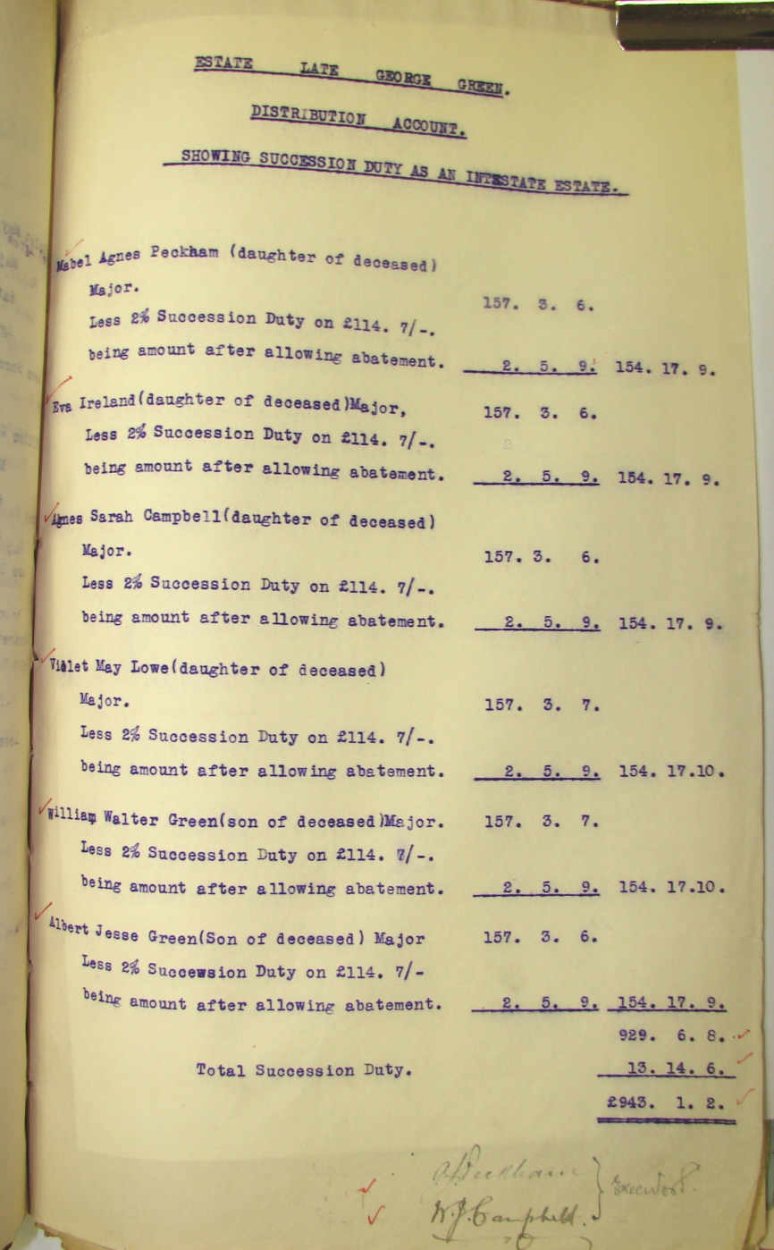 ESTATE LATE GEORGE GREEN.
DISTRIBUTION ACCOUNT.
SHOWING SUCCESSION DUTY AS AN INTESTATE ESTATE.
Mabel Agnes Peckham (daughter of deceased)
Major. 157. 3. 6.
Less 2% Succession Duty on £114. 7/-.
being amount after allowing abatement. 2. 5. 9. 154. 17. 9.
Eva Ireland(daughter of deceased)Major, 157. 3. 6.
Less 2% Succession Duty on £114. 7/-.
being amount after allowing abatement. 2. 5. 9. 154. 17. 9.
Agnes Sarah Campbell(daughter of deceased)
Major. 157. 3. 6.
Less 2% Succession Duty on £114. 7/-.
being amount after allowing abatement. 2. 5. 9. 154. 17. 9.
Violet May Lowe(daughter of deceased)
Major. 157. 3. 7.
Less 2% Succession Duty on £114. 7/-.
being amount after allowing abatement. 2. 5. 9. 154. 17.10.
William Walter Green(son of deceased)Major. 157. 3. 7.
Less 2% Succession Duty on £114. 7/-.
being amount after allowing abatement. 2. 5. 9. 154. 17.10.
Albert Jesse Green(Son of deceased) Major 157. 3. 6.
Less 2% Succewsion Duty on £114. 7/-
being amount after allowing abatement. 2. 5. 9. 154. 17. 9.
929. 6. 8.
Total Succession Duty. 13. 14. 6.
£943. 1. 2.
A Peckham
W.J. Campbell. } Executors.